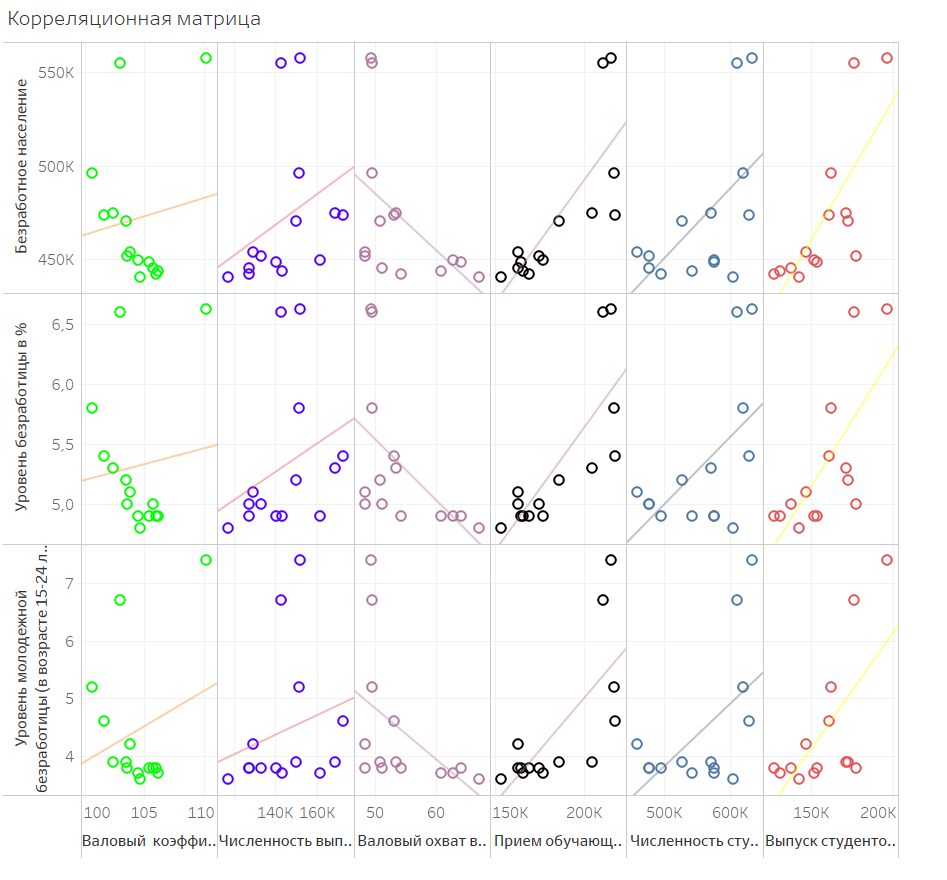 Корреляционная матрица
Безработное население
550K
500K
450K
Уровень безработицы в %
6,5
6,0
5,5
5,0
Уровень молодежной
безработицы (в возрасте 15-24 л..
7
6
5
4
100 105 110 140K 160K 50 60 150K 200K 500K 600K 150K 200K
Валовый коэффи.. Численность вып.. Валовый охват в.. Прием обучающ.. Численность сту.. Выпуск студенто..